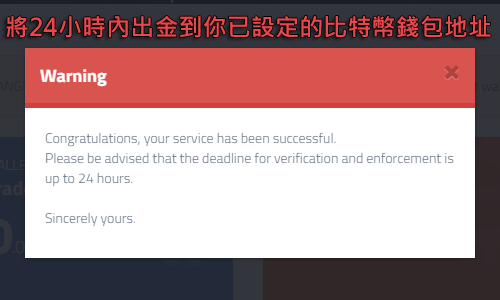 將24小時內出金到你已設定的比特幣錢包地址
Warning
Congratulations, your service has been successful.
Please be advised that the deadline for verification and enforcement is
up to 24 hours.
Sincerely yours.